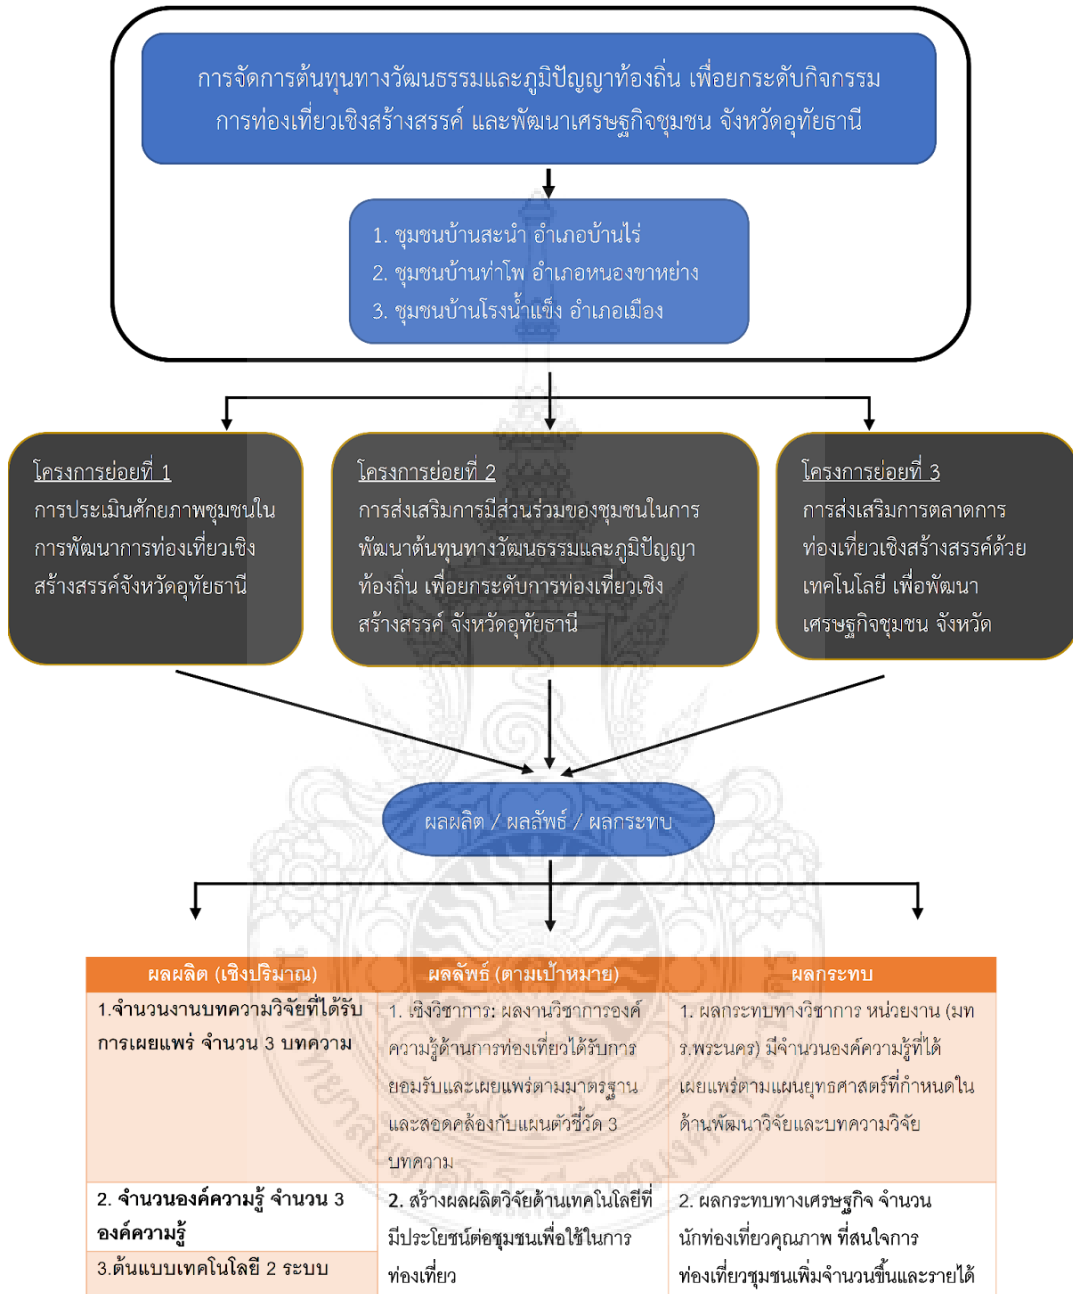 การจัดการต้นทุนทางวัฒนธรรมและภูมิปัญญาท้องถิ่น เพื่อยกระดับกิจกรรม
การท่องเที่ยวเชิงสร้างสรรค์ และพัฒนาเศรษฐกิจชุมชน จังหวัดอุทัยธานี
1. ชุมชนบ้านสะนำ อำเภอบ้านไร่
2. ชุมชนบ้านท่าโพ อำเภอหนองขาหย่าง
3. ชุมชนบ้านโรงน้ำแข็ง อำเภอเมือง
โครงการย่อยที่ 1
การประเมินศักยภาพชุมชนใน
การพัฒนาการท่องเที่ยวเชิง
สร้างสรรค์จังหวัดอุทัยธานี
โครงการย่อยที่ 2
การส่งเสริมการมีส่วนร่วมของชุมชนในการ
พัฒนาต้นทุนทางวัฒนธรรมและภูมิปัญญา
ท้องถิ่น เพื่อยกระดับการท่องเที่ยวเชิง
สร้างสรรค์ จังหวัดอุทัยธานี
โครงการย่อยที่ 3
การส่งเสริมการตลาดการ
ท่องเที่ยวเชิงสร้างสรรค์ด้วย
เทคโนโลยี เพื่อพัฒนา
เศรษฐกิจชุมชน จังหวัด
ผลผลิต / ผลลัพธ์ / ผลกระทบ
ผลผลิต (เชิงปริมาณ)
1.จำนวนงานบทความวิจัยที่ได้รับ
การเผยแพร่ จำนวน 3 บทความ
2. จำนวนองค์ความรู้ จำนวน 3
องค์ความรู้
3.ต้นแบบเทคโนโลยี 2 ระบบ
ผลลัพธ์ (ตามเป้าหมาย)
1. เชิงวิชาการ: ผลงานวิชาการองค์
ความรู้ด้านการท่องเที่ยวได้รับการ
ยอมรับและเผยแพร่ตามมาตรฐาน
และสอดคล้องกับแผนตัวชี้วัด 3
บทความ
2. สร้างผลผลิตวิจัยด้านเทคโนโลยีที่
มีประโยชน์ต่อชุมชนเพื่อใช้ในการ
ท่องเที่ยว
ผลกระทบ
1. ผลกระทบทางวิชาการ หน่วยงาน (มท
ร.พระนคร) มีจำนวนองค์ความรู้ที่ได้
เผยแพร่ตามแผนยุทธศาสตร์ที่กำหนดใน
ด้านพัฒนาวิจัยและบทความวิจัย
2. ผลกระทบทางเศรษฐกิจ จำนวน
นักท่องเที่ยวคุณภาพ ที่สนใจการ
ท่องเที่ยวชุมชนเพิ่มจำนวนขึ้นและรายได้